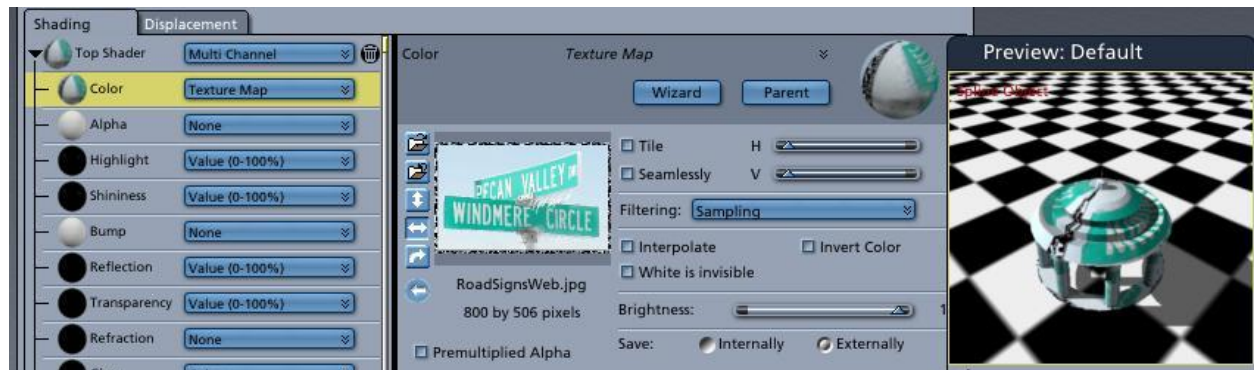 Shading
Displacement
Top Shader
Multi Channel
Color
Texture Map
Alpha
None
Highlight
Value (0-100%)
Shininess
Value (0-100%)
Bump
None
Reflection
Value (0-100%)
Transparency
Value (0-100%)
Refraction
None
Color
Texture Map
Wizard
Parent
PECAN VALLEY
WINDMERE CIRCLE
RoadSignsWeb.jpg
800 by 506 pixels
Premultiplied Alpha
Tile
H
Seamlessly
V
Filtering:
Sampling
Interpolate
Invert Color
White is invisible
Brightness:
1
Save:
Internally
Externally
Preview: Default
Spline Object